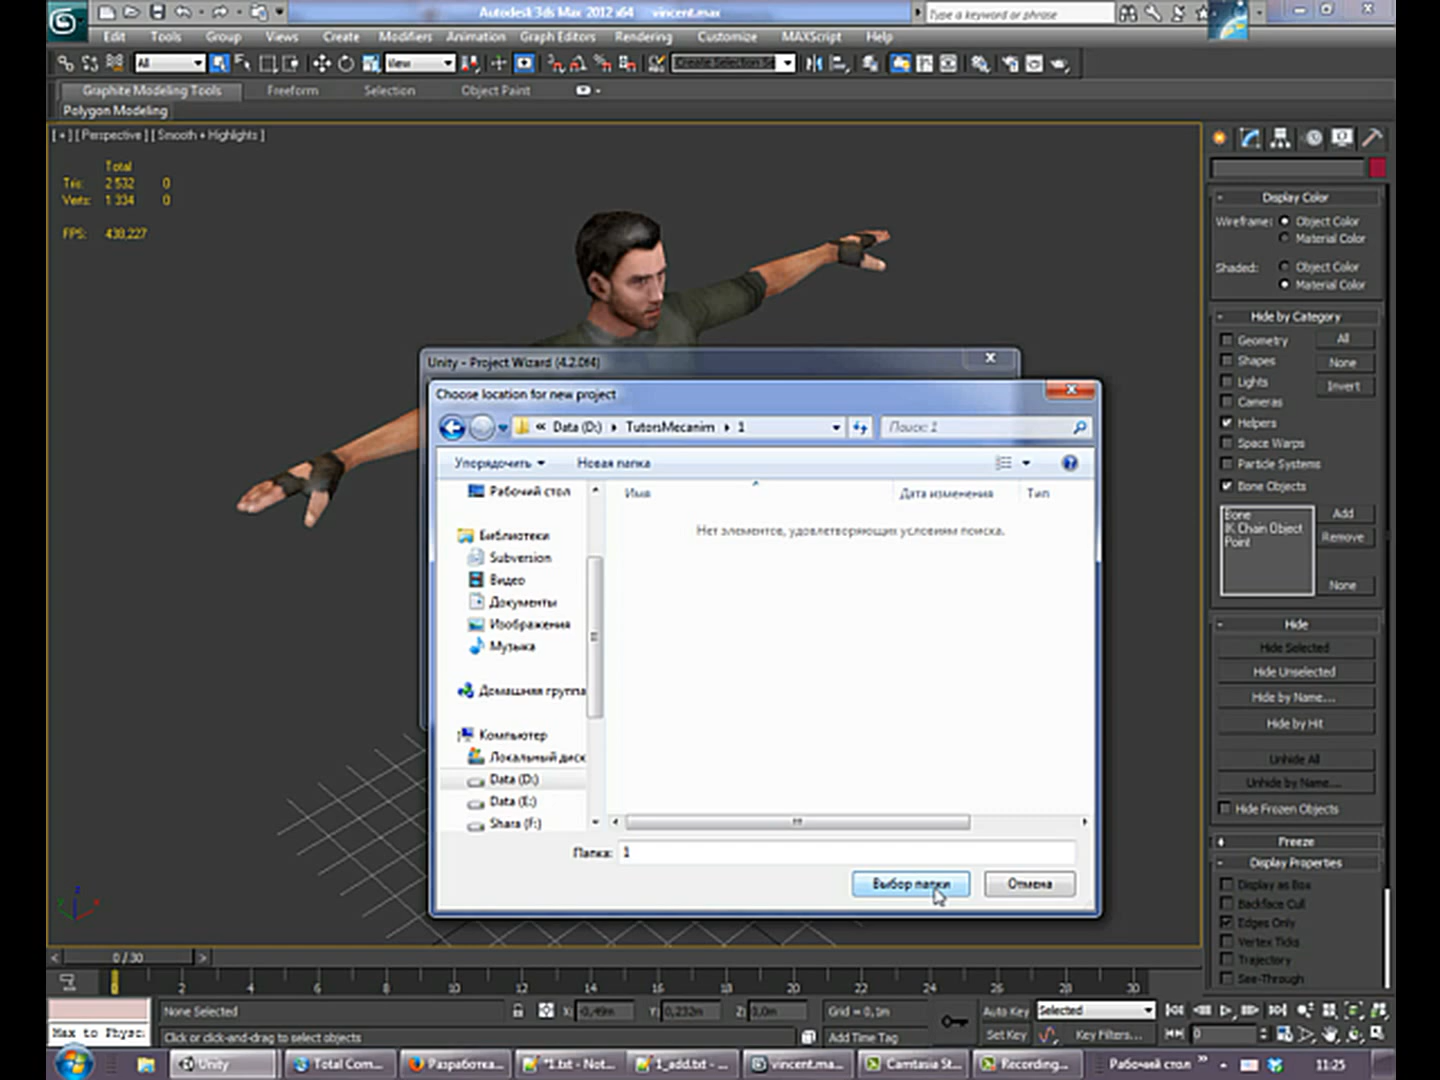 Autodesk 3ds Max 2012 x64 vincent.max
Type a keyword or phrase
Edit Tools Group Views Create Modifiers Animation Graph Editors Rendering Customize MAXScript Help
All View Create Selection Se
Graphite Modeling Tools Freeform Selection Object Paint
Polygon Modeling
[ + ] [ Perspective ] [ Smooth + Highlights ]
Total
Tris: 2 532 0
Verts: 1 334 0
FPS: 438,227
Display Color
Wireframe: Object Color
Material Color
Shaded: Object Color
Material Color
Hide by Category
Geometry All
Shapes None
Lights Invert
Cameras
Helpers
Space Warps
Particle Systems
Bone Objects
Bone Add
IK Chain Object Remove
Point
None
Hide
Hide Selected
Hide Unselected
Hide by Name...
Hide by Hit
Unhide All
Unhide by Name...
Hide Frozen Objects
Freeze
Display Properties
Display as Box
Backface Cull
Edges Only
Vertex Ticks
Trajectory
See-Through
Unity - Project Wizard (4.2.0f4)
Choose location for new project
« Data (D:) TutorsMecanim 1 Поиск: 1
Упорядочить Новая папка
Имя Дата изменения Тип
Нет элементов, удовлетворяющих условиям поиска.
Рабочий стол
Библиотеки
Subversion
Видео
Документы
Изображения
Музыка
Домашняя группа
Компьютер
Локальный диск
Data (D:)
Data (E:)
Shara (F:)
Папка: 1
Выбор папки Отмена
< 0 / 30 >
0 2 4 6 8 10 12 14 16 18 20 22 24 26 28 30
None Selected X: -0,49m Y: 0,232m Z: 0,0m Grid = 0,1m Auto Key Selected
Max to Physc Click or click-and-drag to select objects Add Time Tag Set Key Key Filters... 0
Unity Total Com... Разработка... *1.txt - Not... 1_add.txt - ... vincent.ma... Camtasia St... Recording... Рабочий стол » 11:25